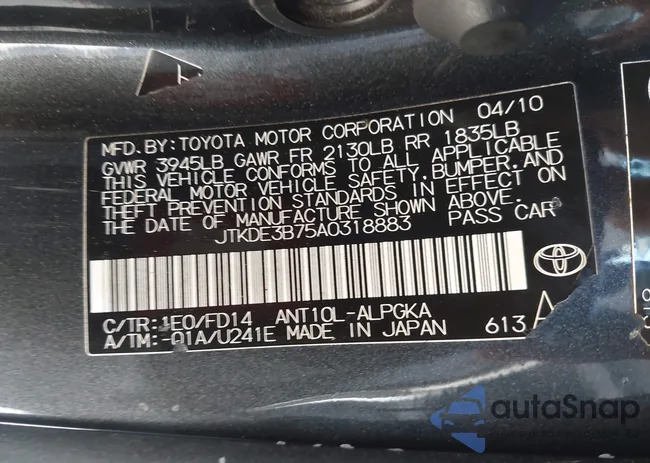 MFD.BY:TOYOTA MOTOR CORPORATION 04/10
GVWR 3945LB GAWR FR 2130LB RR 1835LB
THIS VEHICLE CONFORMS TO ALL APPLICABLE
FEDERAL MOTOR VEHICLE SAFETY,BUMPER,AND
THEFT PREVENTION STANDARDS IN EFFECT ON
THE DATE OF MANUFACTURE SHOWN ABOVE.
JTKDE3B75A0318883 PASS CAR
C/TR:1E0/FD14 ANT10L-ALPGKA
A/TM:-01A/U241E MADE IN JAPAN 613 A
autoSnap